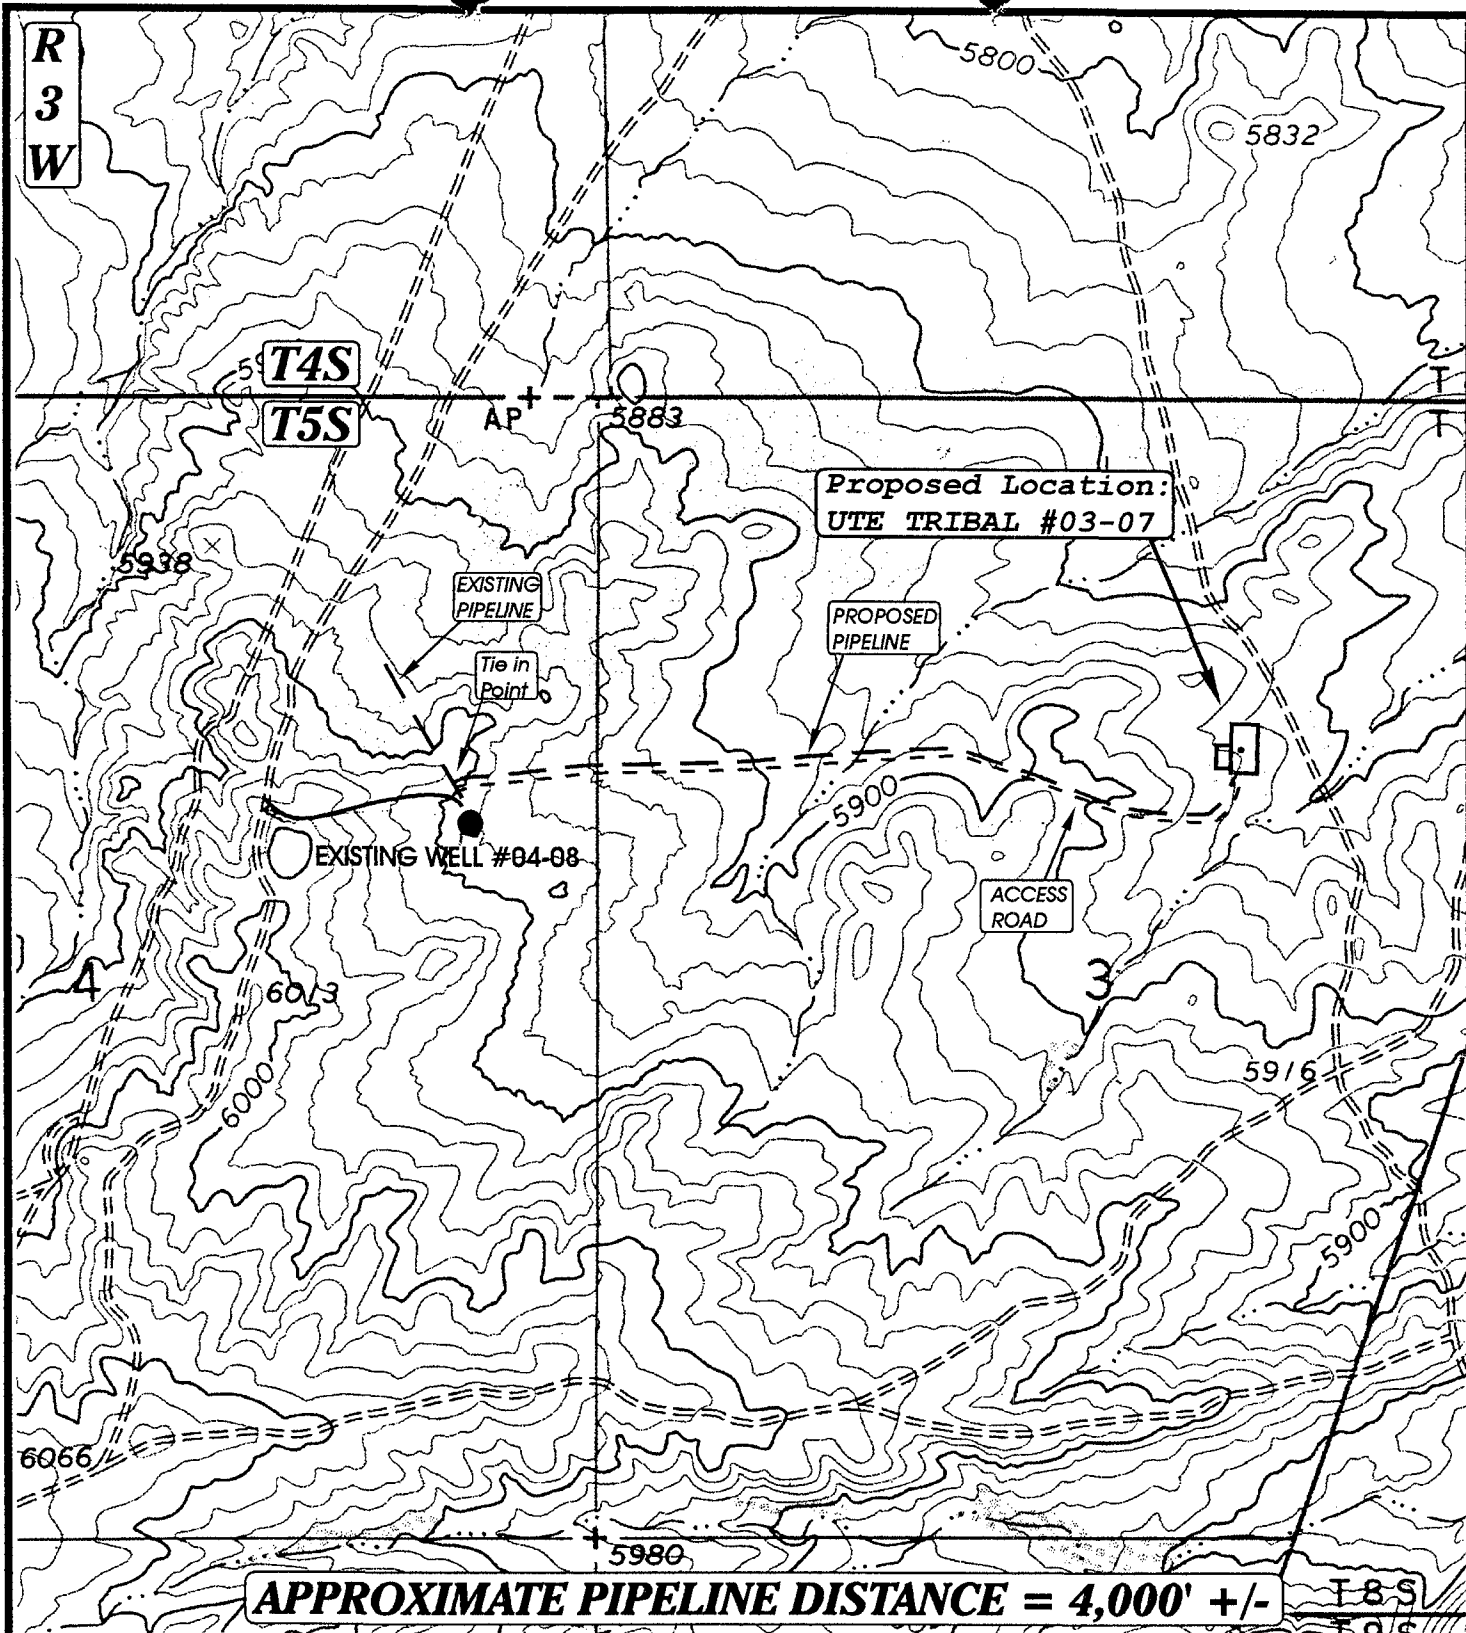 R
3
W
5800
5832
T4S
T5S
AP
5883
T
T
Proposed Location:
UTE TRIBAL #03-07
5938
EXISTING
PIPELINE
PROPOSED
PIPELINE
Tie in
Point
5900
EXISTING WELL #04-08
ACCESS
ROAD
4
6013
3
6000
5916
5900
6066
5980
APPROXIMATE PIPELINE DISTANCE = 4,000' +/-
T8S
T9S